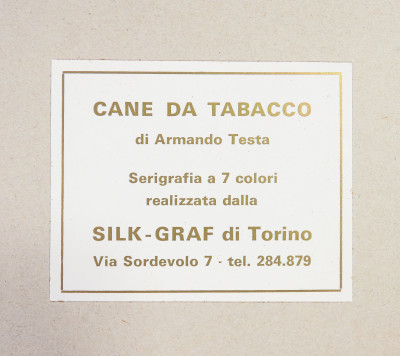 CANE DA TABACCO
di Armando Testa
Serigrafia a 7 colori
realizzata dalla
SILK-GRAF di Torino
Via Sordevolo 7 · tel. 284.879